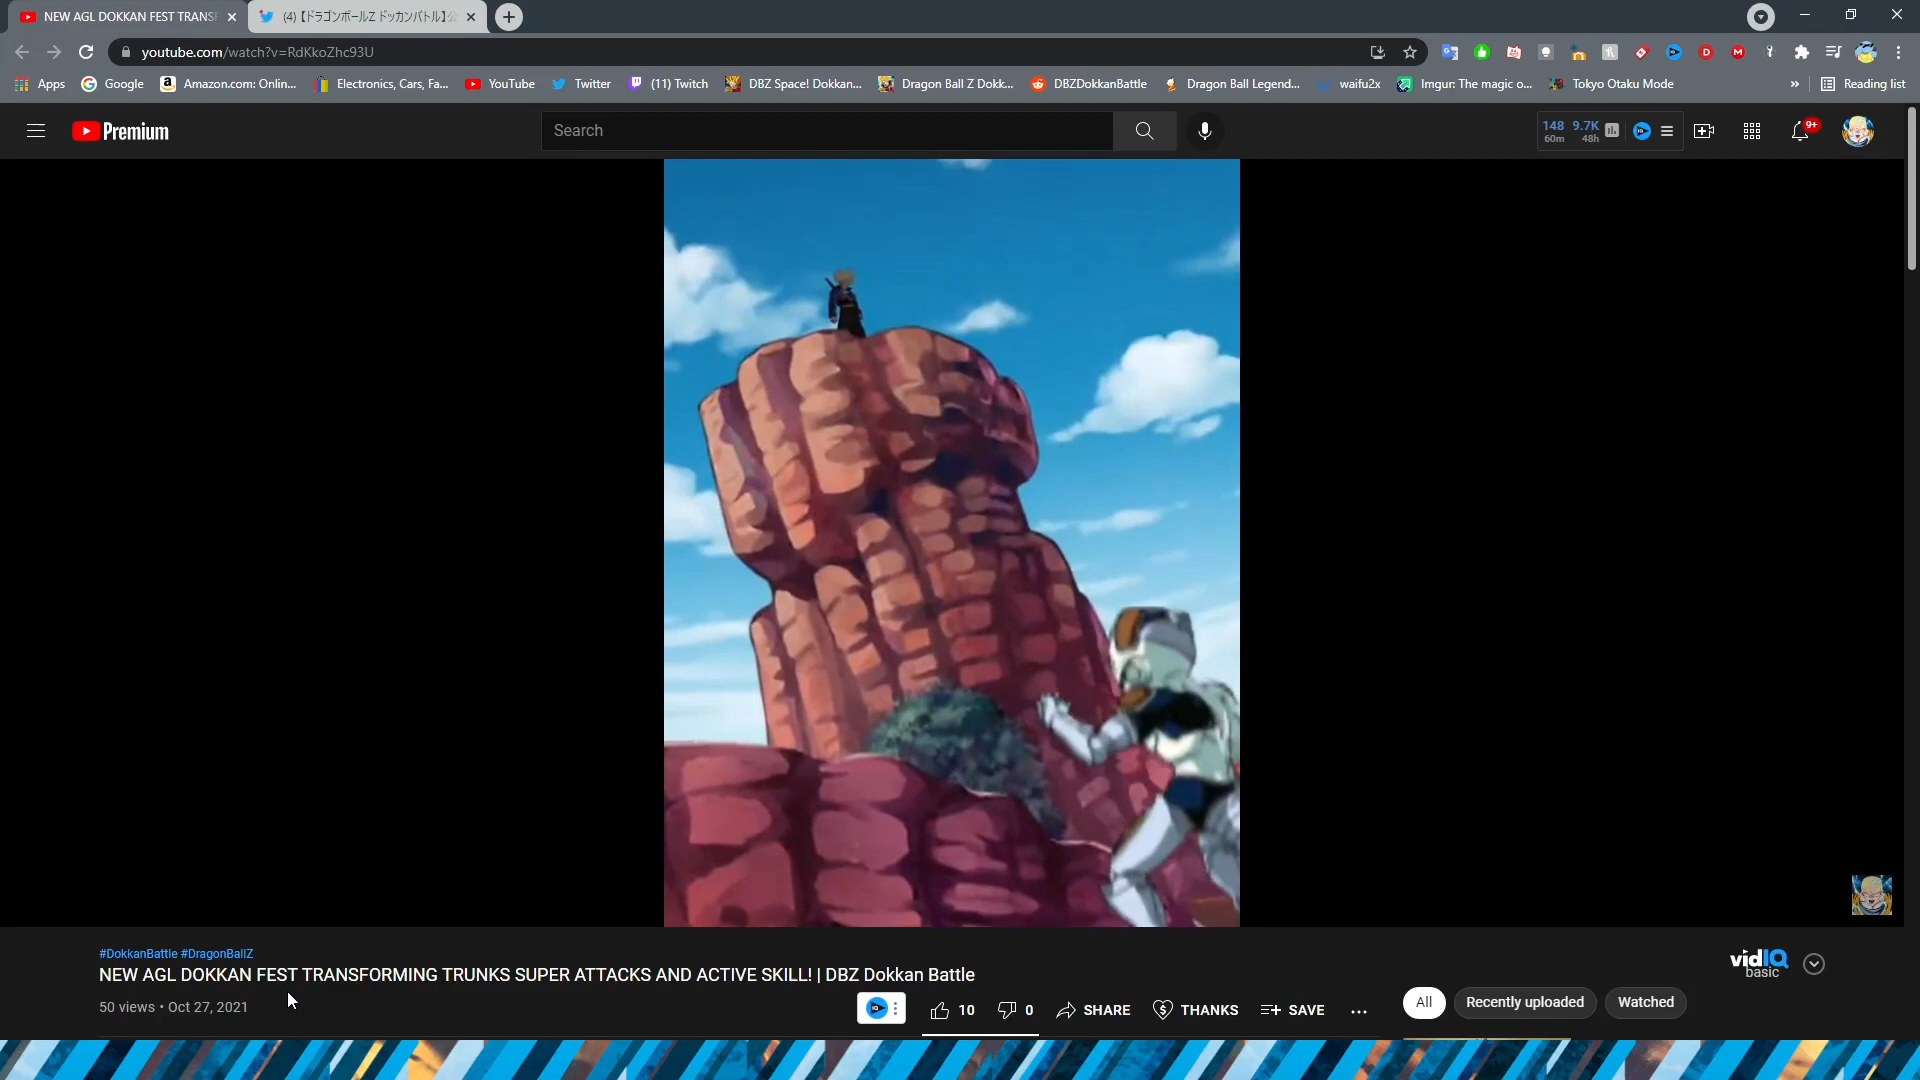 NEW AGL DOKKAN FEST TRANSF
(4)【ドラゴンボールZ ドッカンバトル】公
youtube.com/watch?v=RdKkoZhc93U
Apps
Google
Amazon.com: Onlin...
Electronics, Cars, Fa...
YouTube
Twitter
(11) Twitch
DBZ Space! Dokkan...
Dragon Ball Z Dokk...
DBZDokkanBattle
Dragon Ball Legend...
waifu2x
Imgur: The magic o...
Tokyo Otaku Mode
»
Reading list
Premium
Search
148 9.7K
60m 48h
9+
#DokkanBattle #DragonBallZ
NEW AGL DOKKAN FEST TRANSFORMING TRUNKS SUPER ATTACKS AND ACTIVE SKILL! | DBZ Dokkan Battle
50 views • Oct 27, 2021
10
0
SHARE
THANKS
SAVE
...
vidIQ
basic
All
Recently uploaded
Watched